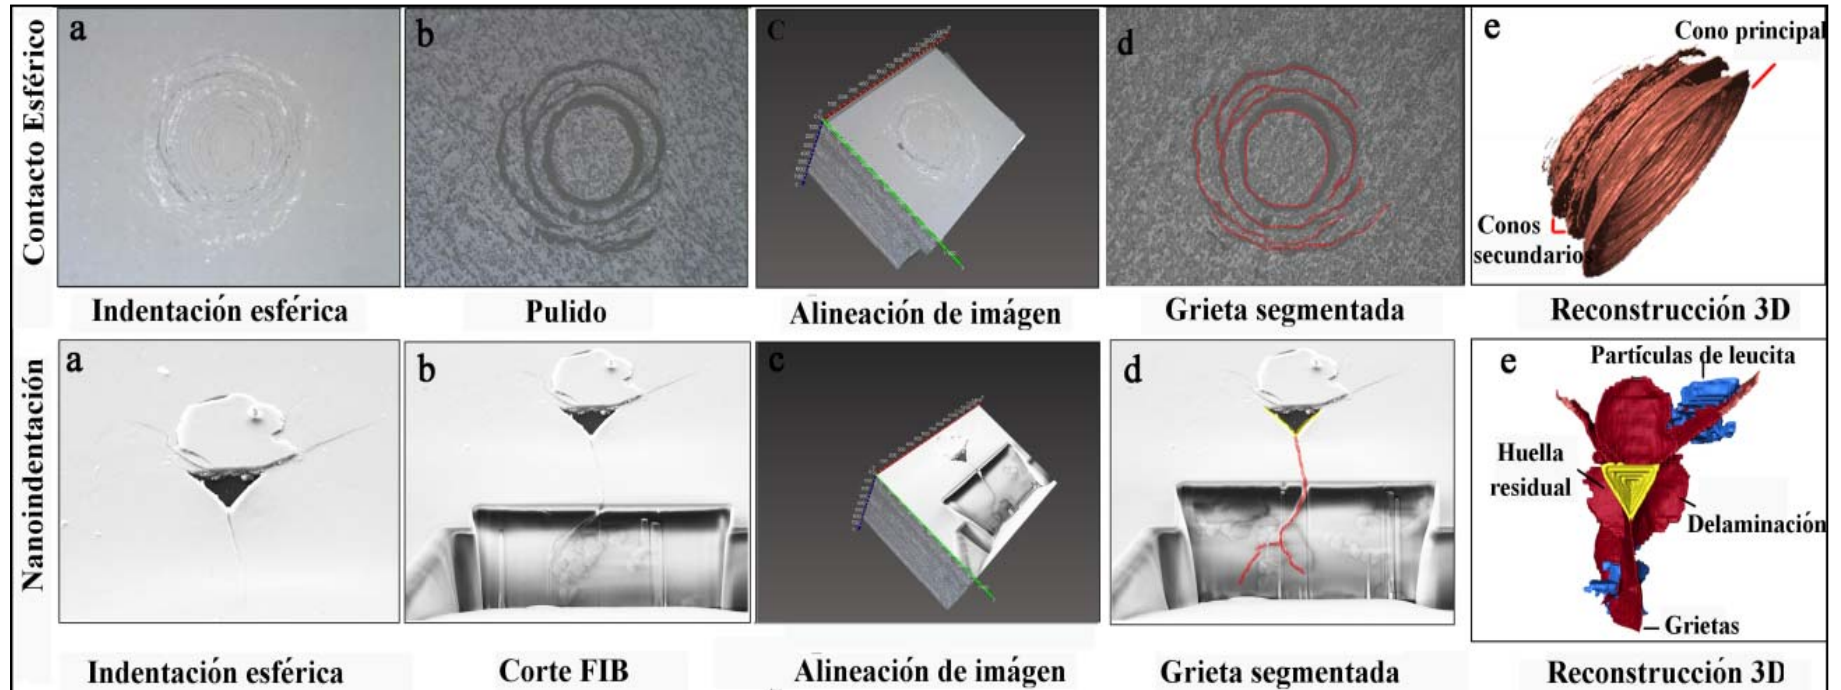 Contacto Esférico
a
b
c
d
e
Cono principal
Conos
secundarios
Indentación esférica
Pulido
Alineación de imágen
Grieta segmentada
Reconstrucción 3D
Nanoindentación
a
b
c
d
e
Partículas de leucita
Huella
residual
Delaminación
Grietas
Indentación esférica
Corte FIB
Alineación de imágen
Grieta segmentada
Reconstrucción 3D